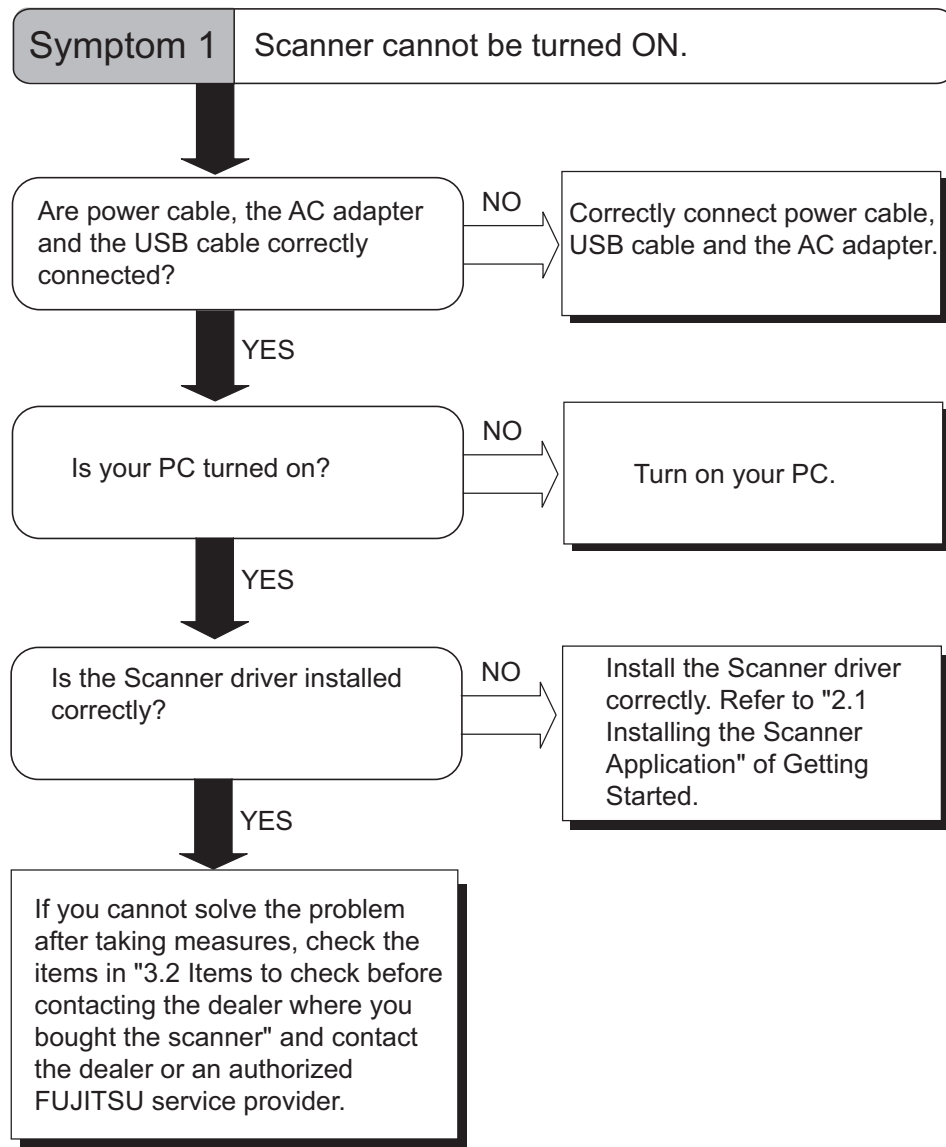 Symptom 1 Scanner cannot be turned ON.
Are power cable, the AC adapter
and the USB cable correctly
connected?
NO
Correctly connect power cable,
USB cable and the AC adapter.
YES
Is your PC turned on?
NO
Turn on your PC.
YES
Is the Scanner driver installed
correctly?
NO
Install the Scanner driver
correctly. Refer to "2.1
Installing the Scanner
Application" of Getting
Started.
YES
If you cannot solve the problem
after taking measures, check the
items in "3.2 Items to check before
contacting the dealer where you
bought the scanner" and contact
the dealer or an authorized
FUJITSU service provider.